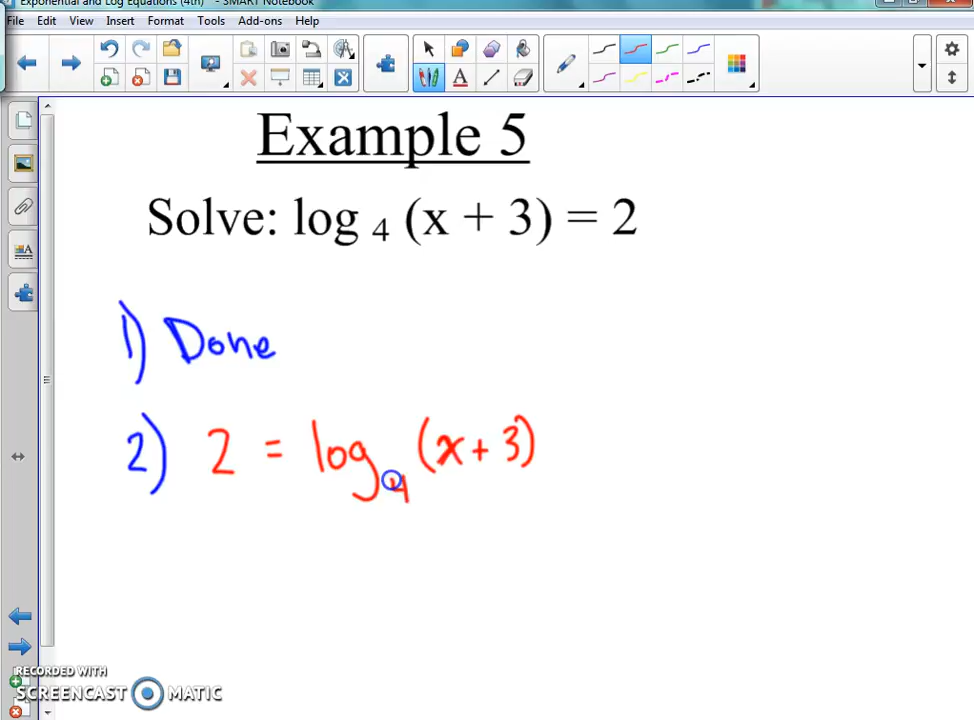 Exponential and Log Equations (4th) - SMART Notebook
File Edit View Insert Format Tools Add-ons Help
Example 5
Solve: log 4 (x + 3) = 2
1) Done
2) 2 = log4 (x + 3)
RECORDED WITH
SCREENCAST MATIC